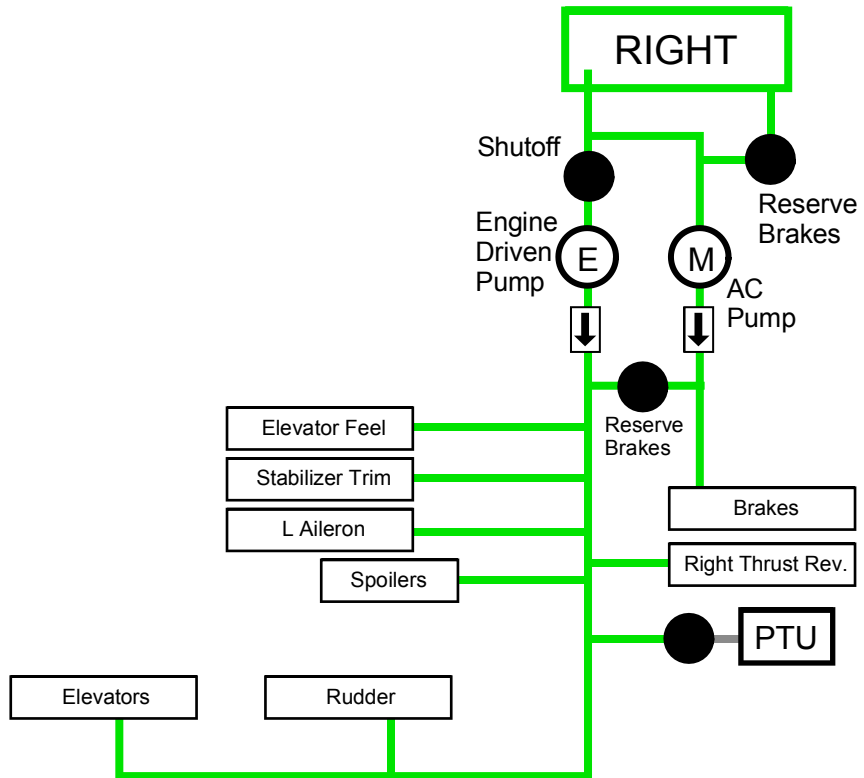 RIGHT
Shutoff
Reserve
Brakes
Engine
Driven
Pump
E
M
AC
Pump
Reserve
Brakes
Elevator Feel
Stabilizer Trim
L Aileron
Spoilers
Brakes
Right Thrust Rev.
PTU
Elevators
Rudder